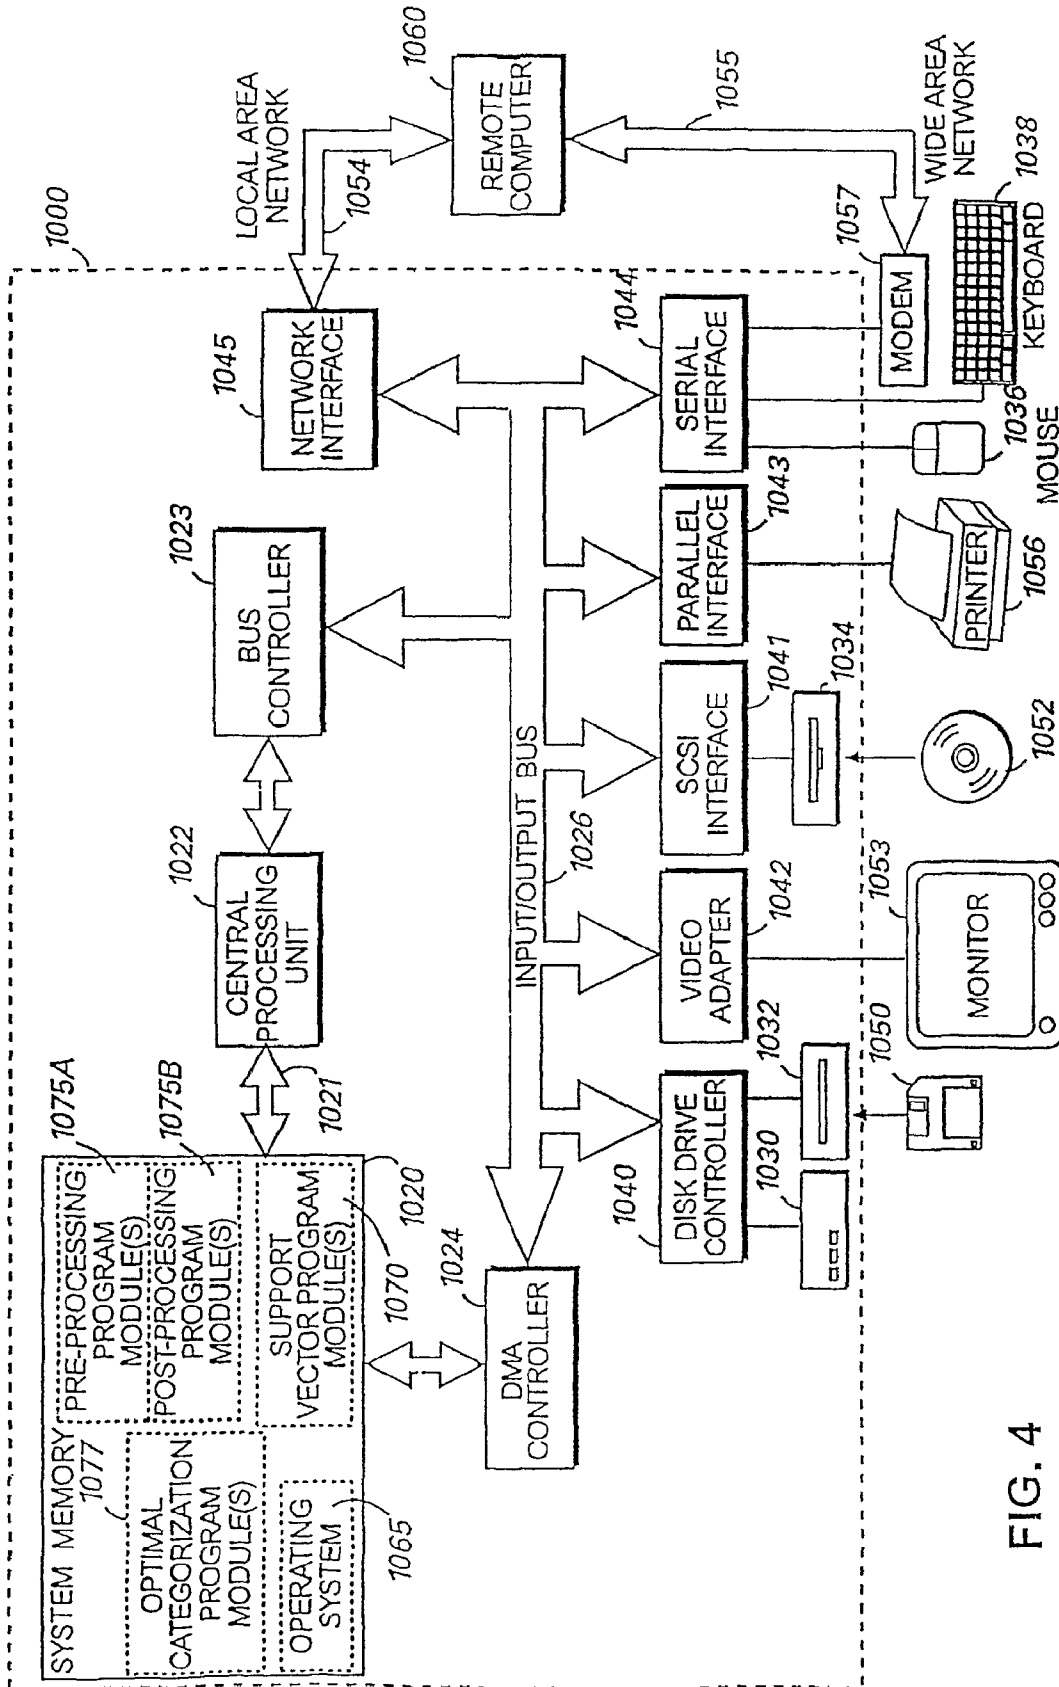 1000
SYSTEM MEMORY
1077
OPTIMAL
CATEGORIZATION
PROGRAM
MODULE(S)
OPERATING
SYSTEM
1065
PRE-PROCESSING
PROGRAM
MODULE(S)
POST-PROCESSING
PROGRAM
MODULE(S)
SUPPORT
VECTOR PROGRAM
MODULE(S)
1070
1020
1075A
1075B
1021
CENTRAL
PROCESSING
UNIT
1022
BUS
CONTROLLER
1023
NETWORK
INTERFACE
1045
LOCAL AREA
NETWORK
1054
REMOTE
COMPUTER
1060
1055
WIDE AREA
NETWORK
DMA
CONTROLLER
1024
INPUT/OUTPUT BUS
1026
DISK DRIVE
CONTROLLER
1040
VIDEO
ADAPTER
1042
SCSI
INTERFACE
1041
PARALLEL
INTERFACE
1043
SERIAL
INTERFACE
1044
1030
1032
1034
1050
MONITOR
1053
1052
PRINTER
1056
1036
MOUSE
KEYBOARD
1038
MODEM
1057
FIG. 4